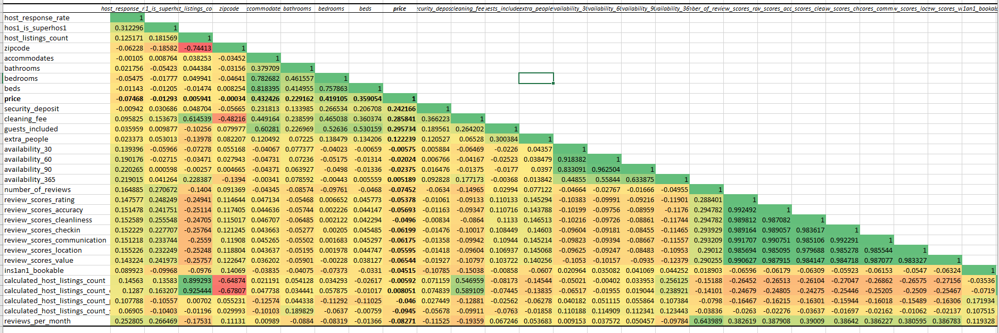 host_response_r 1_is_superho t_listings_co zipcode ccommodate bathrooms bedrooms beds price curity_depos cleaning_fee ests_include extra_people vailability_30 vailability_60 vailability_90 vailability_36 ber_of_revie w_scores_ra v_scores_acc _scores_clea w_scores_ch cores_comm w_scores_loc ew_scores_v 1an1_bookab
host_response_rate 1
hos1_is_superhos1 0.312296 1
host_listings_count 0.125171 0.181569 1
zipcode -0.06228 -0.18582 -0.74413 1
accommodates -0.00105 0.008764 0.038253 -0.03452 1
bathrooms 0.021756 -0.05423 0.044384 -0.03156 0.379709 1
bedrooms -0.05475 -0.01777 0.049941 -0.04641 0.782682 0.461557 1
beds -0.01143 -0.01205 -0.01474 0.008254 0.818395 0.414955 0.757863 1
price -0.07468 -0.01293 0.005941 -0.00034 0.432426 0.229162 0.419105 0.359054 1
security_deposit -0.00942 0.030686 0.048704 -0.05665 0.231813 0.133985 0.266534 0.206708 0.242166 1
cleaning_fee 0.095825 0.153673 0.614539 -0.48216 0.449164 0.238599 0.465038 0.360374 0.285841 0.366223 1
guests_included 0.035959 0.009877 -0.10256 0.079977 0.60281 0.226969 0.52636 0.530159 0.295734 0.189561 0.264202 1
extra_people 0.023373 0.053013 -0.13978 0.082207 0.120492 0.07225 0.138479 0.134206 0.122239 0.120527 0.06528 0.300384 1
availability_30 0.139396 -0.05966 -0.07278 0.055168 -0.04067 0.077377 -0.04023 -0.00659 -0.00575 0.005884 -0.06469 -0.0226 0.04357 1
availability_60 0.190176 -0.02715 -0.03471 0.027943 -0.04731 0.07236 -0.05175 -0.01314 -0.02024 0.006766 -0.04167 -0.02523 0.038479 0.918382 1
availability_90 0.220265 0.000598 -0.00257 0.004665 -0.04371 0.063927 -0.0498 -0.01336 -0.02375 0.016476 -0.01375 -0.0177 0.0397 0.833091 0.962504 1
availability_365 0.219015 0.041264 0.228387 -0.1394 -0.00341 0.078592 -0.00443 0.005559 0.005189 0.092828 0.177173 -0.00368 0.013842 0.44855 0.55844 0.633875 1
number_of_reviews 0.164885 0.270672 -0.1404 0.091369 -0.04345 -0.08574 -0.09761 -0.0468 -0.07452 -0.0634 -0.14965 0.02994 0.077122 -0.04664 -0.02767 -0.01666 -0.04955 1
review_scores_rating 0.147577 0.248249 -0.24941 0.114644 0.047134 -0.05468 0.006652 0.045773 -0.05378 -0.01061 -0.09133 0.110133 0.145294 -0.10383 -0.09991 -0.09216 -0.11901 0.288401 1
review_scores_accuracy 0.151478 0.241751 -0.25114 0.117405 0.044636 -0.05744 0.002226 0.044147 -0.05693 -0.01163 -0.09347 0.110716 0.143788 -0.10199 -0.09756 -0.08959 -0.1176 0.294782 0.992492 1
review_scores_cleanliness 0.152589 0.255548 -0.24705 0.115017 0.046707 -0.06485 0.002122 0.042294 -0.0496 -0.00834 -0.0864 0.1133 0.146513 -0.10216 -0.09726 -0.08861 -0.11744 0.294782 0.989812 0.987082 1
review_scores_checkin 0.152229 0.227707 -0.25764 0.121245 0.043663 -0.05277 0.00205 0.045485 -0.06199 -0.01476 -0.10017 0.108449 0.14603 -0.09604 -0.09181 -0.08455 -0.11465 0.293929 0.989164 0.989057 0.983617 1
review_scores_communication 0.151218 0.233744 -0.2559 0.11908 0.045265 -0.05502 0.001683 0.045297 -0.06175 -0.01358 -0.09942 0.10944 0.145214 -0.09823 -0.09394 -0.08667 -0.11557 0.293209 0.991707 0.990751 0.985106 0.992291 1
review_scores_location 0.155226 0.232249 -0.25248 0.118804 0.043637 -0.05195 0.001978 0.044747 -0.05595 -0.01418 -0.09604 0.106937 0.145068 -0.09625 -0.09247 -0.08483 -0.10953 0.29012 0.985694 0.985095 0.979688 0.985278 0.985544 1
review_scores_value 0.143224 0.241973 -0.25757 0.122647 0.036202 -0.05901 -0.00228 0.038127 -0.06544 -0.01927 -0.10797 0.103722 0.140256 -0.1053 -0.10157 -0.0935 -0.12379 0.290255 0.990627 0.987915 0.984147 0.984718 0.987077 0.983327 1
ins1an1_bookable 0.089923 -0.09968 -0.0976 0.14069 -0.03835 -0.04075 -0.07373 -0.0331 -0.04515 -0.10785 -0.15038 -0.00858 -0.0607 0.020964 0.035082 0.041069 0.044252 0.018903 -0.06596 -0.06179 -0.06309 -0.05923 -0.06153 -0.0547 -0.06324 1
calculated_host_listings_count 0.14563 0.13583 0.899293 -0.64874 0.021191 0.054128 0.034293 -0.02617 -0.00592 0.071159 0.546959 -0.08173 -0.14544 -0.05021 -0.00402 0.033953 0.256125 -0.15188 -0.26452 -0.26513 -0.26104 -0.27047 -0.26862 -0.26575 -0.27156 -0.03536
calculated_host_listings_count_ 0.1287 0.163207 0.925444 -0.67807 0.047738 0.034441 0.057875 -0.01017 0.008051 0.074839 0.589109 -0.07445 -0.13835 -0.06517 -0.01955 0.019044 0.238921 -0.14101 -0.24679 -0.24805 -0.24275 -0.25446 -0.25205 -0.2509 -0.25467 -0.0719
calculated_host_listings_count_ 0.107788 -0.10557 0.00702 0.055231 -0.12574 0.044338 -0.11292 -0.11025 -0.046 0.027449 -0.12881 -0.02562 -0.06278 0.040182 0.051115 0.055864 0.107384 -0.0798 -0.16467 -0.16215 -0.16301 -0.15944 -0.16018 -0.15489 -0.16306 0.171934
calculated_host_listings_count_s 0.06905 -0.10403 -0.01196 0.029993 -0.10103 0.189829 -0.0637 -0.00759 -0.0945 -0.05678 -0.09911 -0.0763 -0.01858 0.110188 0.114909 0.112341 0.123443 -0.03836 -0.0263 -0.02276 -0.03637 -0.01697 -0.02162 -0.01062 -0.02137 0.107515
reviews_per_month 0.252805 0.266469 -0.17531 0.11131 0.00989 -0.0884 -0.08319 -0.01366 -0.08271 -0.11525 -0.19359 0.067246 0.053683 0.009153 0.037572 0.050457 -0.09784 0.643989 0.382619 0.387908 0.39009 0.38642 0.386227 0.380595 0.386783 0.119328